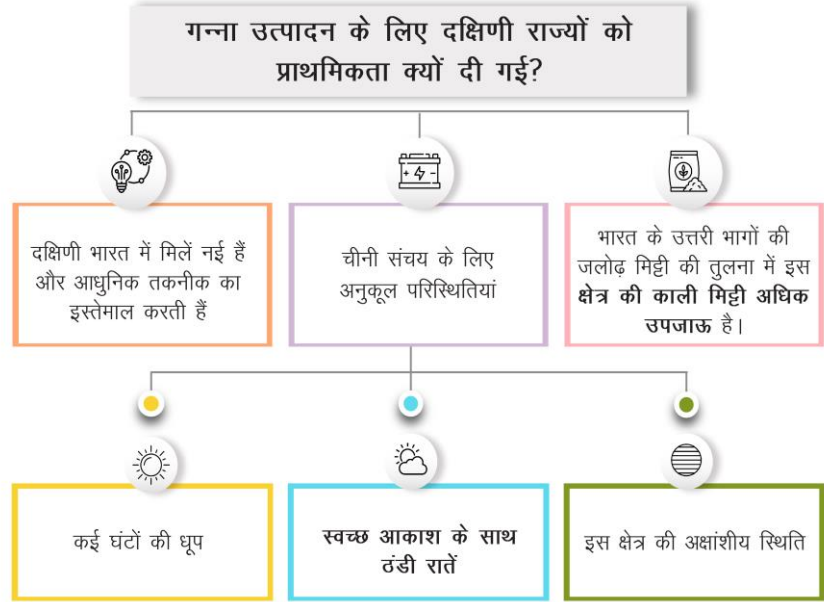 गन्ना उत्पादन के लिए दक्षिणी राज्यों को
प्राथमिकता क्यों दी गई?
दक्षिणी भारत में मिलें नई हैं
और आधुनिक तकनीक का
इस्तेमाल करती हैं
चीनी संचय के लिए
अनुकूल परिस्थितियां
भारत के उत्तरी भागों की
जलोढ़ मिट्टी की तुलना में इस
क्षेत्र की काली मिट्टी अधिक
उपजाऊ है।
कई घंटों की धूप
स्वच्छ आकाश के साथ
ठंडी रातें
इस क्षेत्र की अक्षांशीय स्थिति